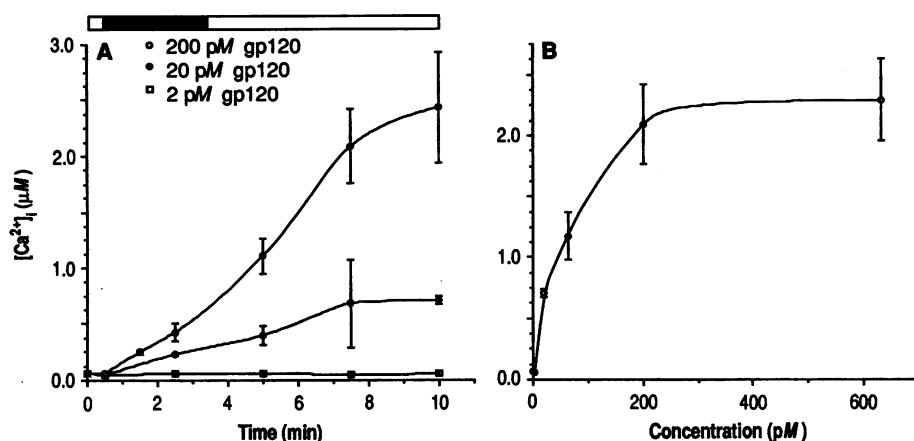 A
200 pM gp120
20 pM gp120
2 pM gp120
3.0
2.0
1.0
0.0
[Ca2+]i (μM)
0 2 4 6 8 10
Time (min)
B
2.0
1.0
0.0
0 200 400 600
Concentration (pM)